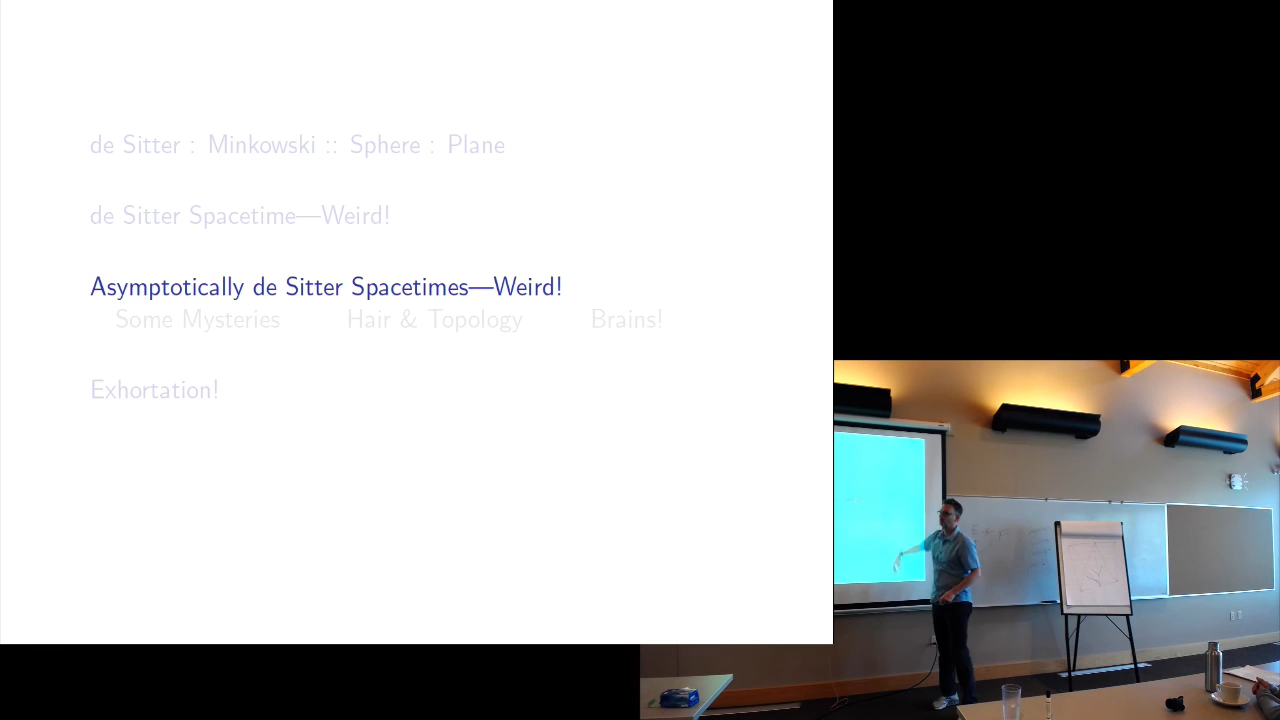 de Sitter : Minkowski :: Sphere : Plane
de Sitter Spacetime—Weird!
Asymptotically de Sitter Spacetimes—Weird!
Some Mysteries Hair & Topology Brains!
Exhortation!